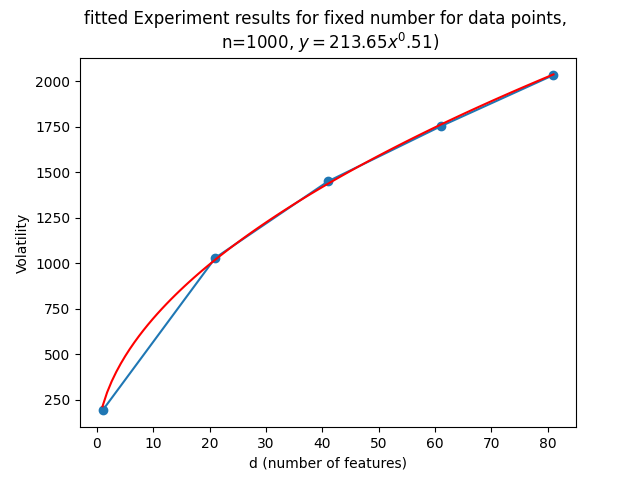 fitted Experiment results for fixed number for data points,
n=1000, y = 213.65x⁰.51)
2000
1750
1500
1250
1000
750
500
250
Volatility
0 10 20 30 40 50 60 70 80
d (number of features)